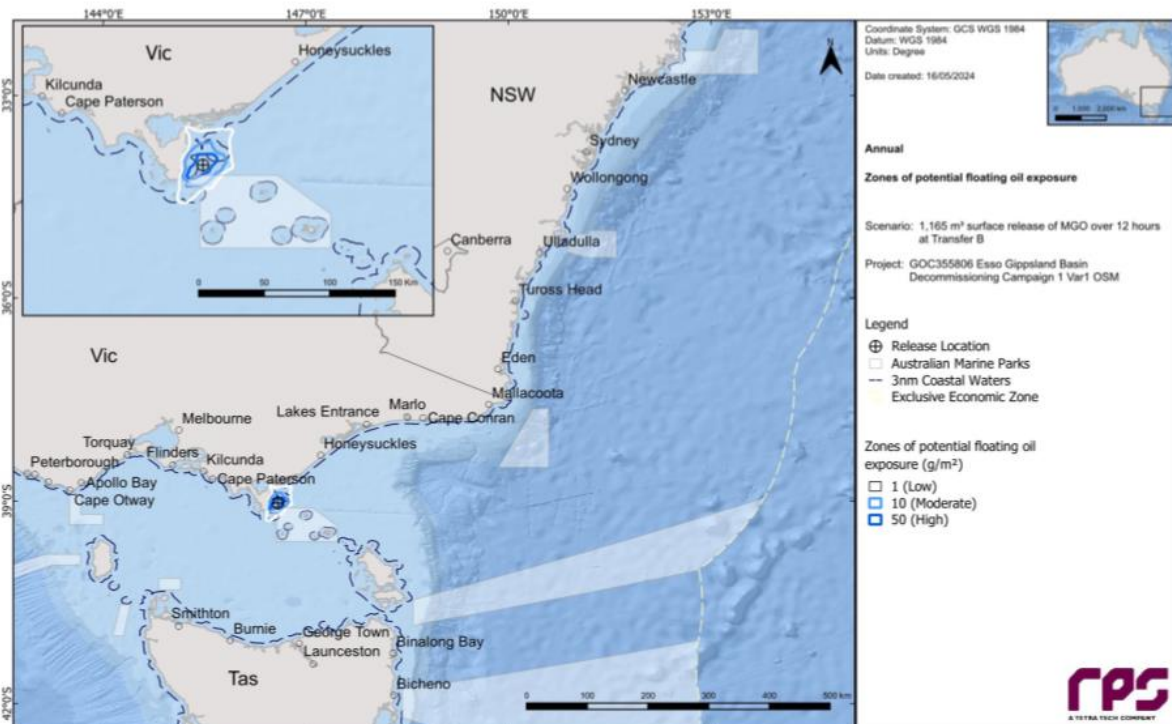 144°0'E
147°0'E
150°0'E
153°0'E
33°0'S
36°0'S
39°0'S
42°0'S
Vic
Honeysuckles
Kilcunda
Cape Paterson
0 50 100 150 Km
NSW
Newcastle
Sydney
Wollongong
Canberra
Ulladulla
Tuross Head
Eden
Mallacoota
Vic
Melbourne
Lakes Entrance
Marlo
Cape Conran
Torquay
Flinders
Kilcunda
Honeysuckles
Peterborough
Apollo Bay
Cape Paterson
Cape Otway
Smithton
Burnie
George Town
Launceston
Binalong Bay
Tas
Bicheno
0 100 200 300 400 500 km
N
Coordinate System: GCS WGS 1984
Datum: WGS 1984
Units: Degree
Date created: 16/05/2024
Annual
Zones of potential floating oil exposure
Scenario: 1,165 m³ surface release of MGO over 12 hours
at Transfer B
Project: GOC355806 Esso Gippsland Basin
Decommissioning Campaign 1 Var1 OSM
Legend
Release Location
Australian Marine Parks
3nm Coastal Waters
Exclusive Economic Zone
Zones of potential floating oil
exposure (g/m²)
1 (Low)
10 (Moderate)
50 (High)
rps
A TETRA TECH COMPANY